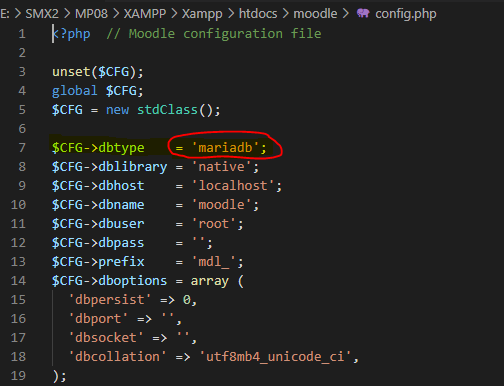 E: > SMX2 > MP08 > XAMPP > Xampp > htdocs > moodle > config.php
1 <?php  // Moodle configuration file
2
3 unset($CFG);
4 global $CFG;
5 $CFG = new stdClass();
6
7 $CFG->dbtype    = 'mariadb';
8 $CFG->dblibrary = 'native';
9 $CFG->dbhost    = 'localhost';
10 $CFG->dbname    = 'moodle';
11 $CFG->dbuser    = 'root';
12 $CFG->dbpass    = '';
13 $CFG->prefix    = 'mdl_';
14 $CFG->dboptions = array (
15   'dbpersist' => 0,
16   'dbport' => '',
17   'dbsocket' => '',
18   'dbcollation' => 'utf8mb4_unicode_ci',
19 );